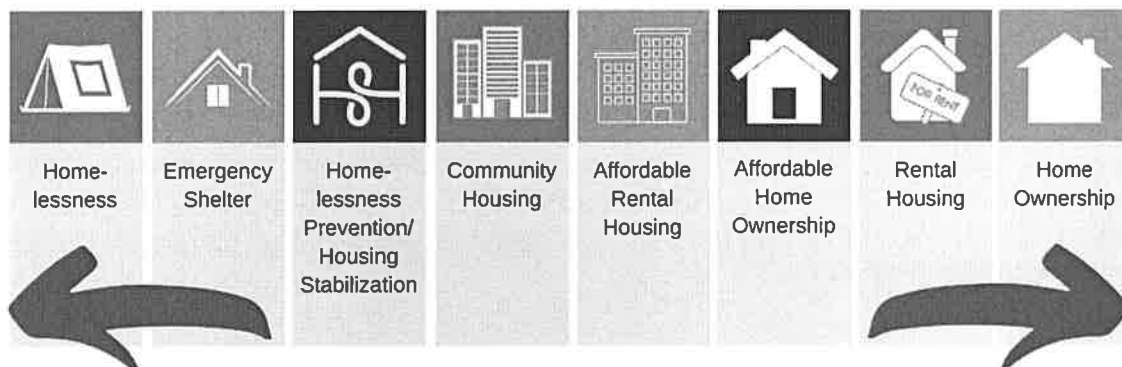 FOR RENT
Home-
lessness
Emergency
Shelter
Home-
lessness
Prevention/
Housing
Stabilization
Community
Housing
Affordable
Rental
Housing
Affordable
Home
Ownership
Rental
Housing
Home
Ownership